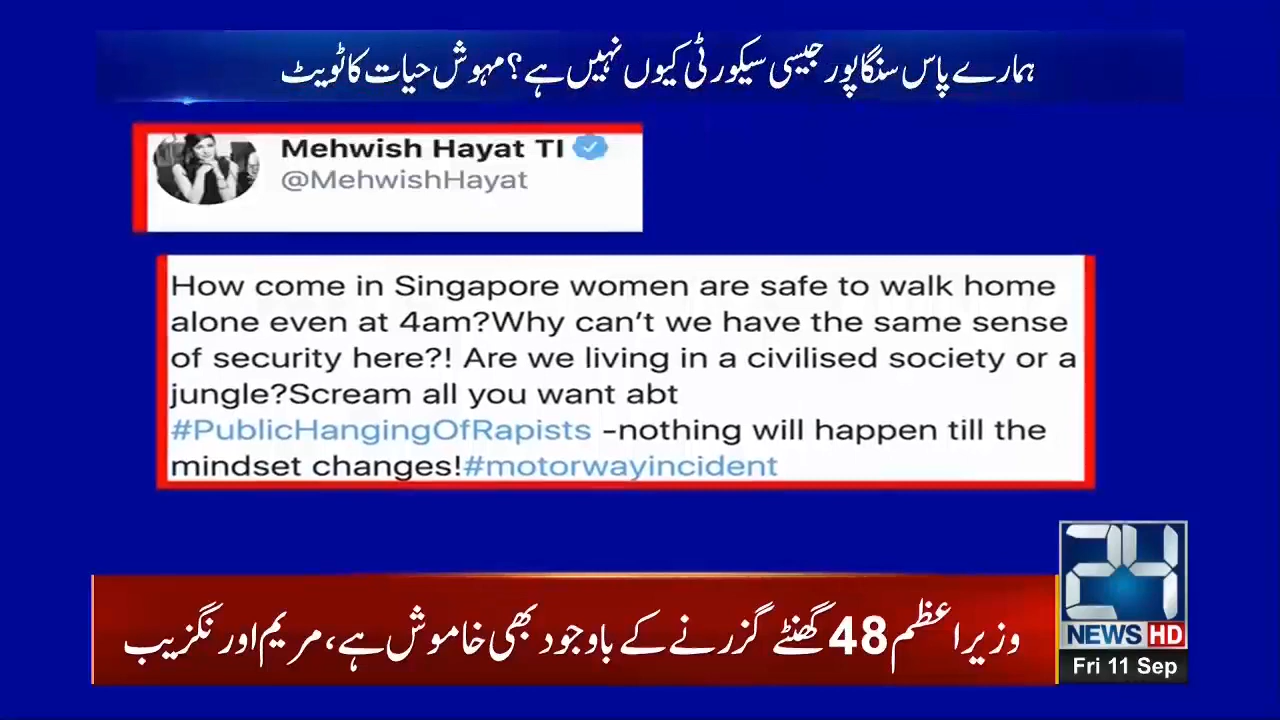 ہمارے پاس سنگاپور جیسی سیکورٹی کیوں نہیں ہے؟ مہوش حیات کا ٹویٹ
Mehwish Hayat TI
@MehwishHayat
How come in Singapore women are safe to walk home
alone even at 4am?Why can't we have the same sense
of security here?! Are we living in a civilised society or a
jungle?Scream all you want abt
#PublicHangingOfRapists -nothing will happen till the
mindset changes!#motorwayincident
وزیراعظم 48 گھنٹے گزرنے کے باوجود بھی خاموش ہے، مریم اورنگزیب
24
NEWS HD
Fri 11 Sep